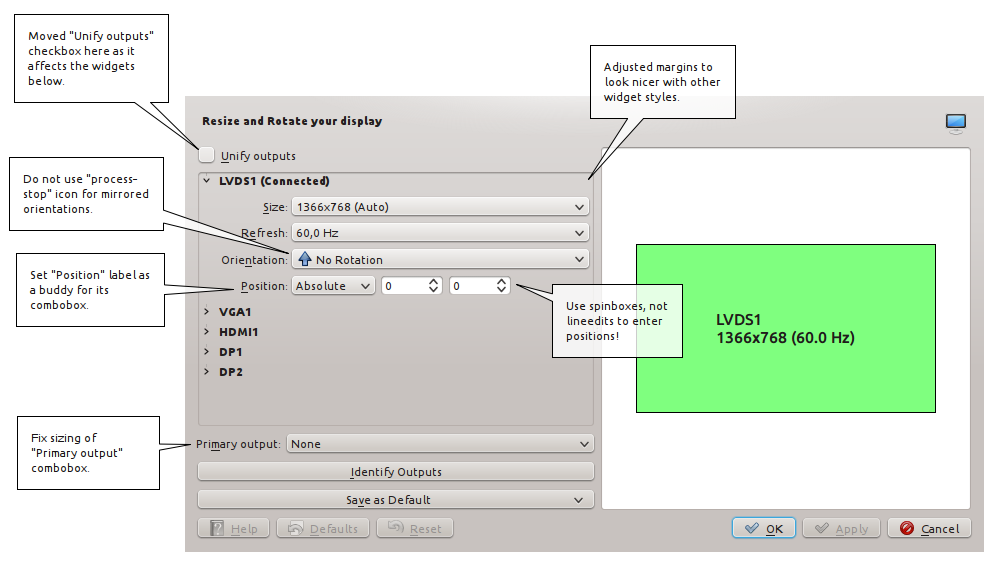 Moved "Unify outputs"
checkbox here as it
affects the widgets
below.
Adjusted margins to
look nicer with other
widget styles.
Resize and Rotate your display
Unify outputs
Do not use "process-
stop" icon for mirrored
orientations.
LVDS1 (Connected)
Size: 1366x768 (Auto)
Refresh: 60,0 Hz
Orientation: No Rotation
Set "Position" label as
a buddy for its
combobox.
Position: Absolute 0 0
Use spinboxes, not
lineedits to enter
positions!
VGA1
HDMI1
DP1
DP2
LVDS1
1366x768 (60.0 Hz)
Fix sizing of
"Primary output"
combobox.
Primary output: None
Identify Outputs
Save as Default
Help Defaults Reset OK Apply Cancel